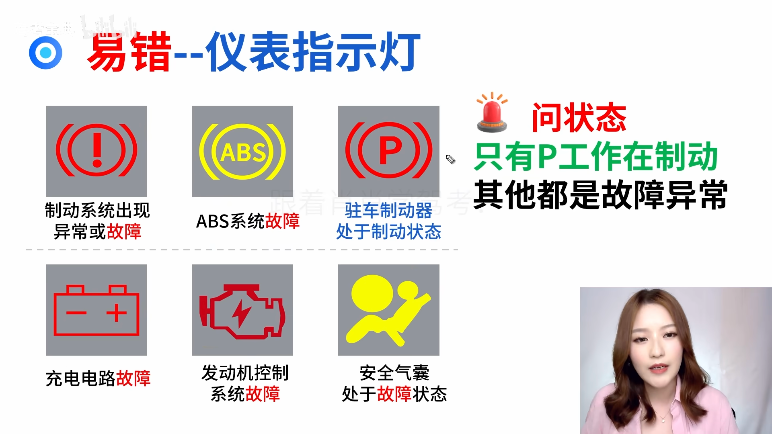 易错--仪表指示灯
问状态
只有P工作在制动
其他都是故障异常
!
ABS
P
制动系统出现
异常或故障
ABS系统故障
驻车制动器
处于制动状态
充电电路故障
发动机控制
系统故障
安全气囊
处于故障状态